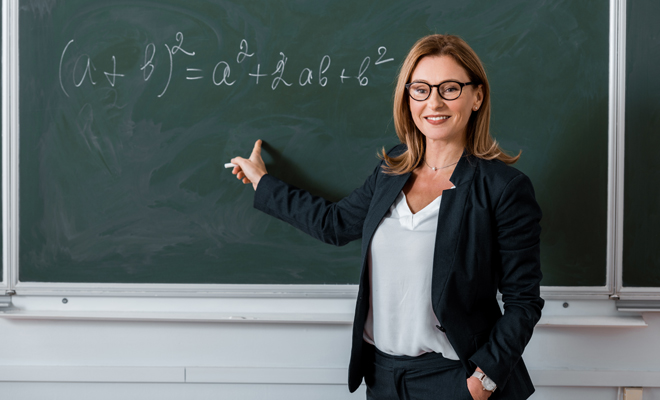 (a + b)² = a² + 2ab + b²